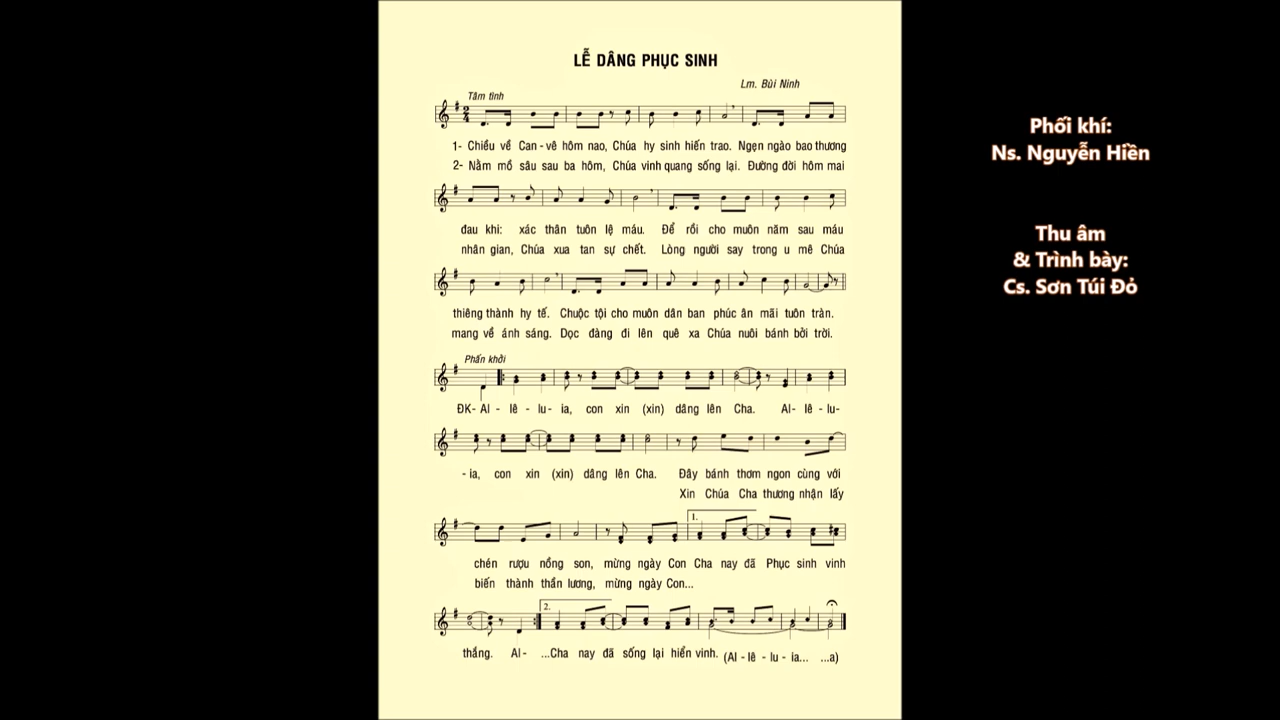 LỄ DÂNG PHỤC SINH
Lm. Bùi Ninh
Tâm tình
1- Chiều về Can-vê hôm nao, Chúa hy sinh hiến trao. Ngẹn ngào bao thương
2- Nằm mồ sâu sau ba hôm, Chúa vinh quang sống lại. Đường đời hôm mai
đau khi: xác thân tuôn lệ máu. Để rồi cho muôn năm sau máu
nhân gian, Chúa xua tan sự chết. Lòng người say trong u mê Chúa
thiêng thành hy tế. Chuộc tội cho muôn dân ban phúc ân mãi tuôn tràn.
mang về ánh sáng. Dọc đàng đi lên quê xa Chúa nuôi bánh bởi trời.
Phấn khởi
ĐK- Al - lê - lu - ia, con xin (xin) dâng lên Cha. Al- lê - lu-
- ia, con xin (xin) dâng lên Cha. Đây bánh thơm ngon cùng với
Xin Chúa Cha thương nhận lấy
chén rượu nồng son, mừng ngày Con Cha nay đã Phục sinh vinh
biến thành thần lương, mừng ngày Con...
1.
2.
thắng. Al- ...Cha nay đã sống lại hiển vinh. (Al - lê - lu - ia... ...a)
Phối khí:
Ns. Nguyễn Hiền
Thu âm
& Trình bày:
Cs. Sơn Túi Đỏ